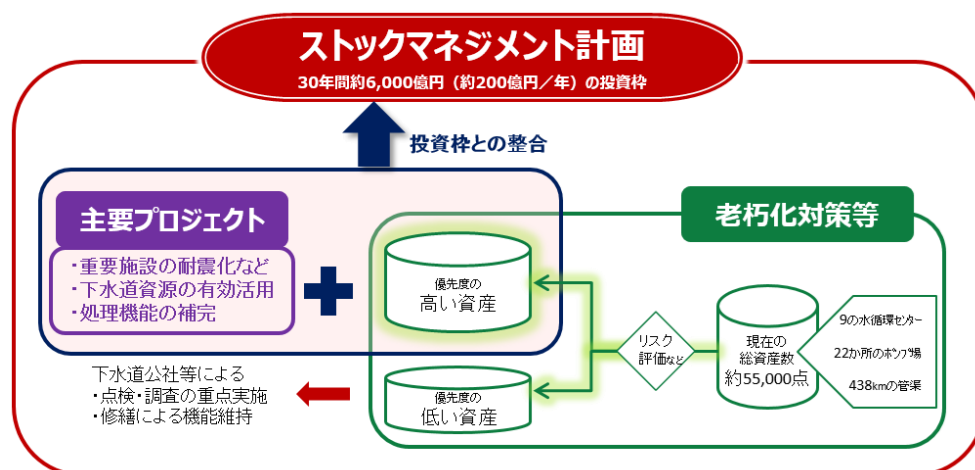 ストックマネジメント計画
30年間約6,000億円（約200億円／年）の投資枠
投資枠との整合
主要プロジェクト
・重要施設の耐震化など
・下水道資源の有効活用
・処理機能の補完
老朽化対策等
優先度の
高い資産
リスク
評価など
現在の
総資産数
約55,000点
9の水循環センター
22か所のポンプ場
438kmの管渠
優先度の
低い資産
下水道公社等による
・点検・調査の重点実施
・修繕による機能維持